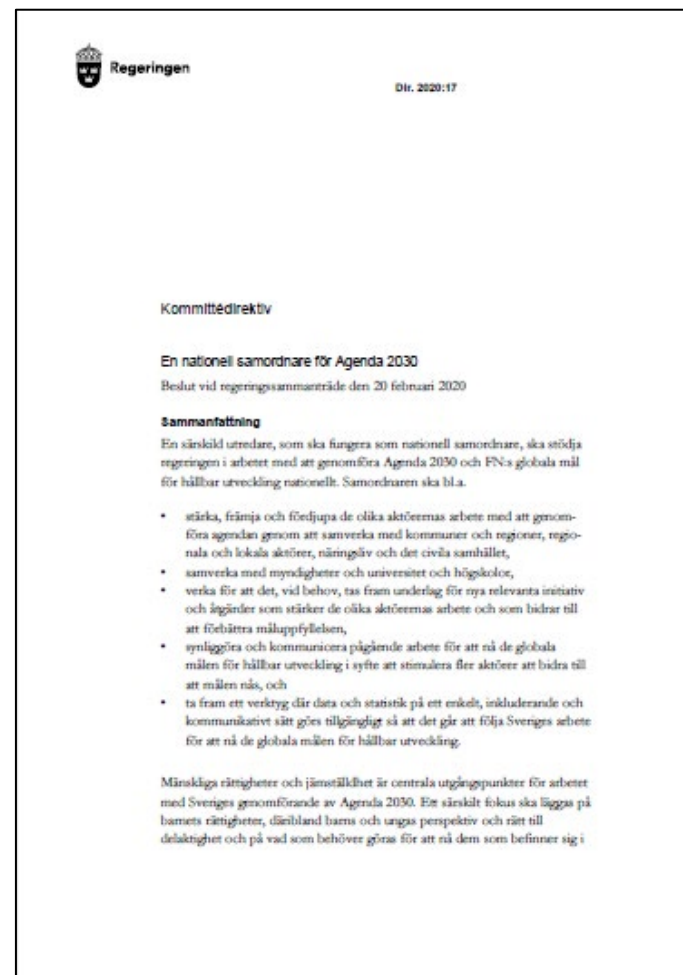 Regeringen
Dir. 2020:17
Kommittédirektiv
En nationell samordnare för Agenda 2030
Beslut vid regeringssammanträde den 20 februari 2020
Sammanfattning
En särskild utredare, som ska fungera som nationell samordnare, ska stödja
regeringen i arbetet med att genomföra Agenda 2030 och FN:s globala mål
för hållbar utveckling nationellt. Samordnaren ska bl.a.
• stärka, främja och fördjupa de olika aktörernas arbete med att genom-
föra agendan genom att samverka med kommuner och regioner, regio-
nala och lokala aktörer, näringsliv och det civila samhället,
• samverka med myndigheter och universitet och högskolor,
• verka för att det, vid behov, tas fram underlag för nya relevanta initiativ
och åtgärder som stärker de olika aktörernas arbete och som bidrar till
att förbättra måluppfyllelsen,
• synliggöra och kommunicera pågående arbete för att nå de globala
målen för hållbar utveckling i syfte att stimulera fler aktörer att bidra till
att målen nås, och
• ta fram ett verktyg där data och statistik på ett enkelt, inkluderande och
kommunikativt sätt görs tillgängligt så att det går att följa Sveriges arbete
för att nå de globala målen för hållbar utveckling.
Mänskliga rättigheter och jämställdhet är centrala utgångspunkter för arbetet
med Sveriges genomförande av Agenda 2030. Ett särskilt fokus ska läggas på
barnets rättigheter, däribland barns och ungas perspektiv och rätt till
delaktighet och på vad som behöver göras för att nå dem som befinner sig i